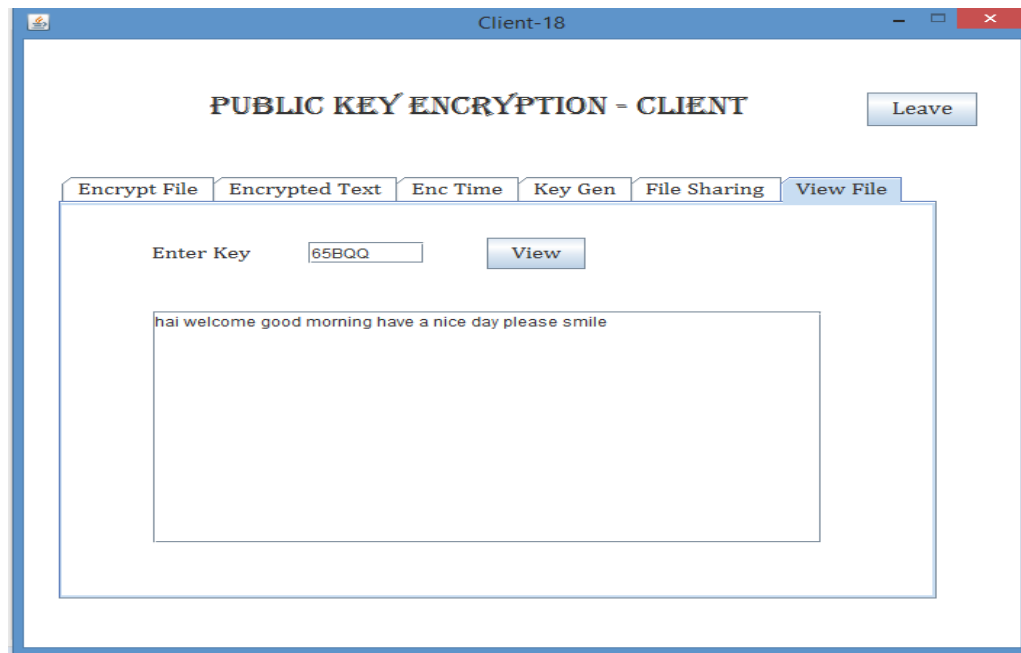 Client-18
PUBLIC KEY ENCRYPTION - CLIENT
Leave
Encrypt File Encrypted Text Enc Time Key Gen File Sharing View File
Enter Key 65BQQ View
hai welcome good morning have a nice day please smile